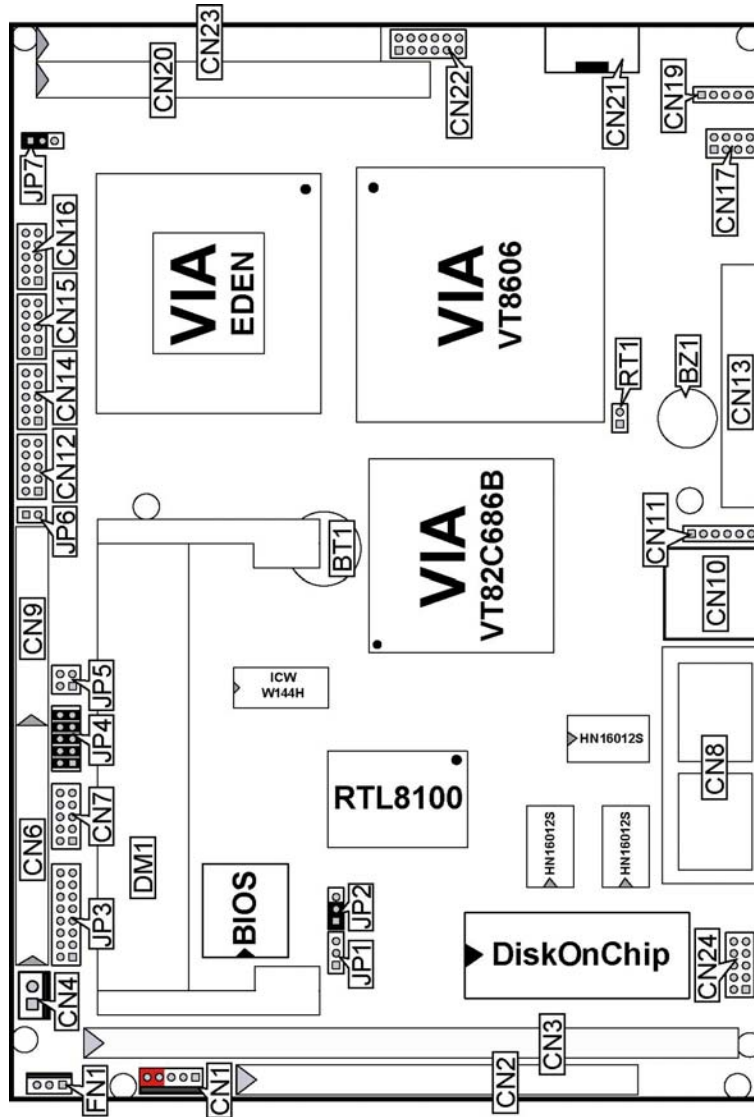 CN23
CN20
CN22
CN21
CN19
CN17
JP7
CN16
CN15
CN14
CN12
JP6
VIA
EDEN
VIA
VT8606
RT1
BZ1
CN13
CN11
CN10
CN9
BT1
VIA
VT82C686B
JP5
JP4
ICW
W144H
HN16012S
CN8
CN7
CN6
JP3
DM1
RTL8100
HN16012S
HN16012S
BIOS
JP2
JP1
DiskOnChip
CN24
CN4
CN3
FN1
CN1
CN2